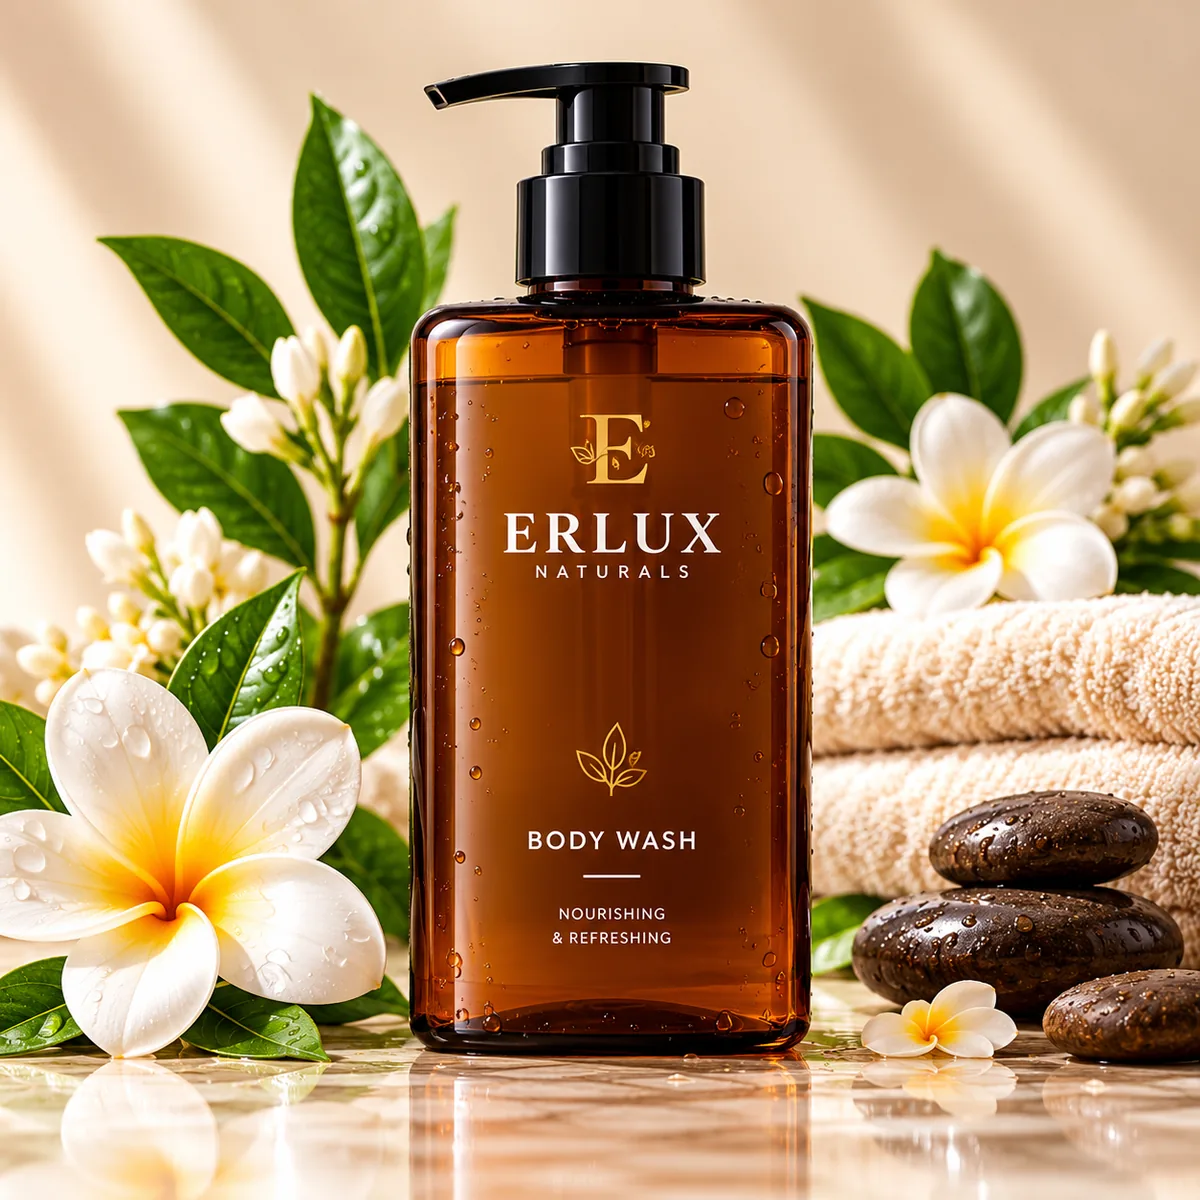 E
ERLUX
NATURALS
BODY WASH
NOURISHING
& REFRESHING